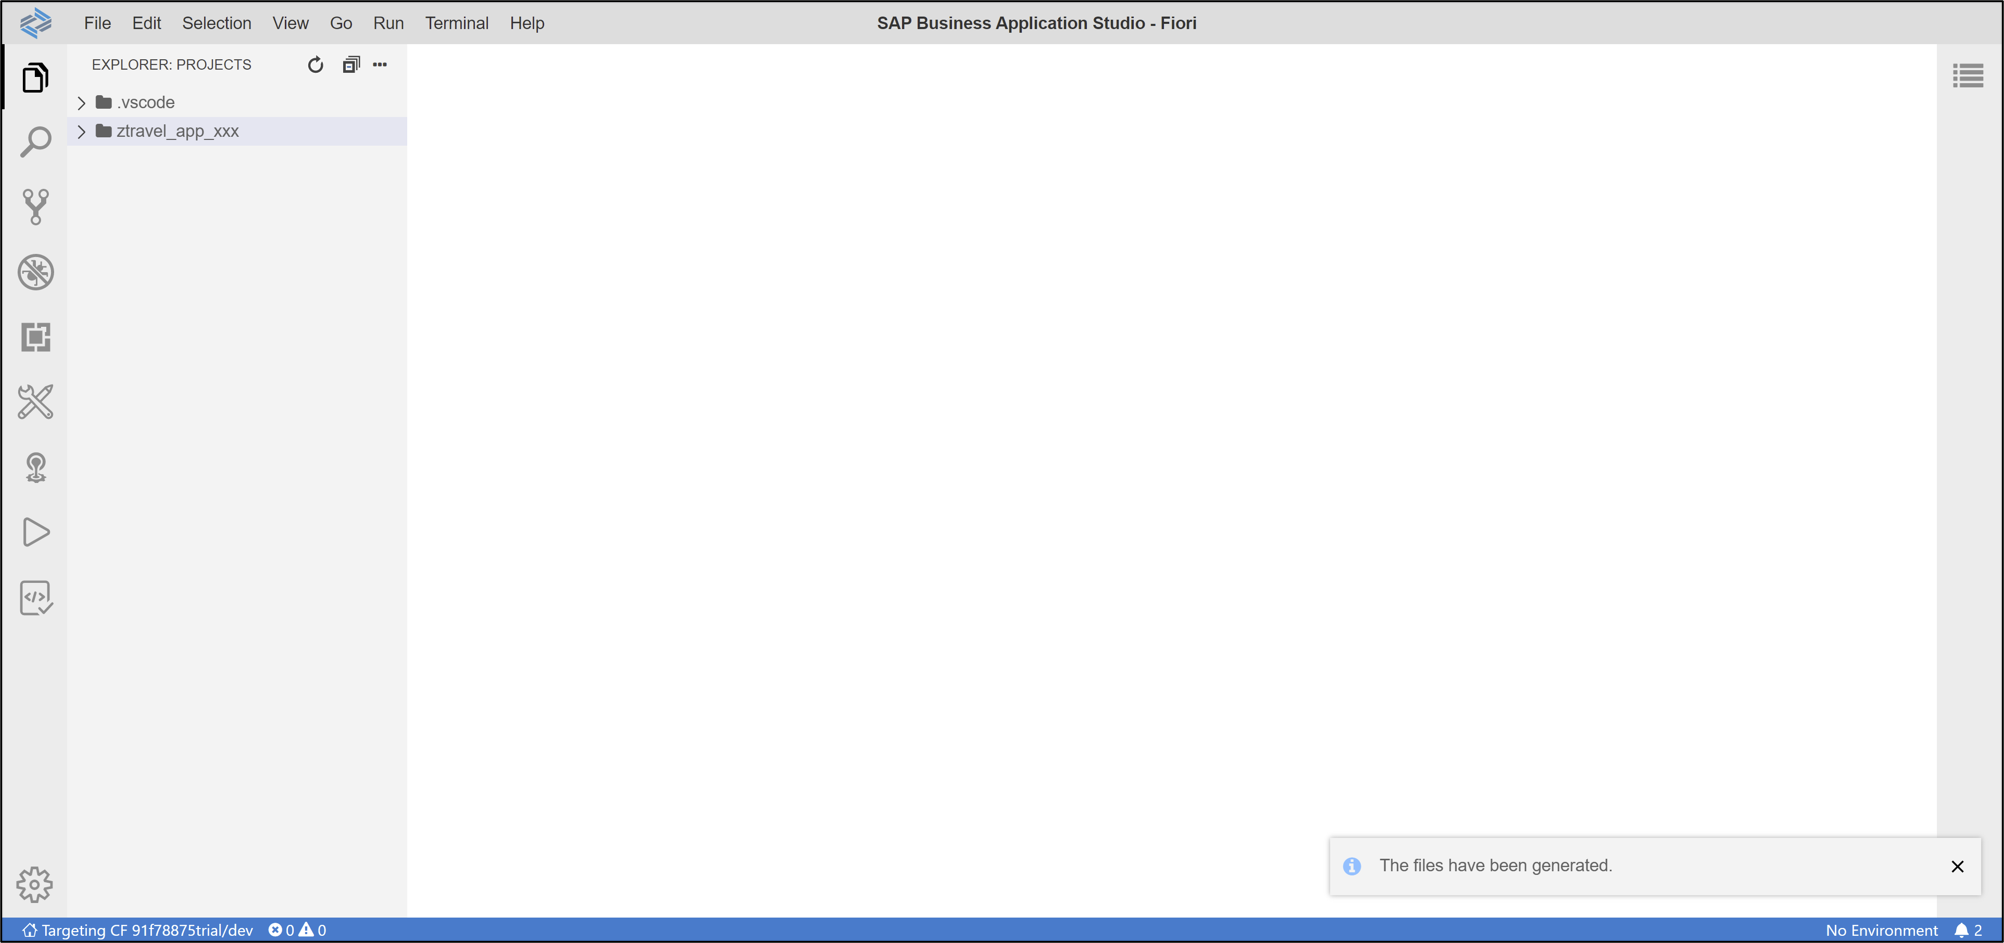 File Edit Selection View Go Run Terminal Help
SAP Business Application Studio - Fiori
EXPLORER: PROJECTS
.vscode
ztravel_app_xxx
The files have been generated.
Targeting CF 91f78875trial/dev 0 0
No Environment 2